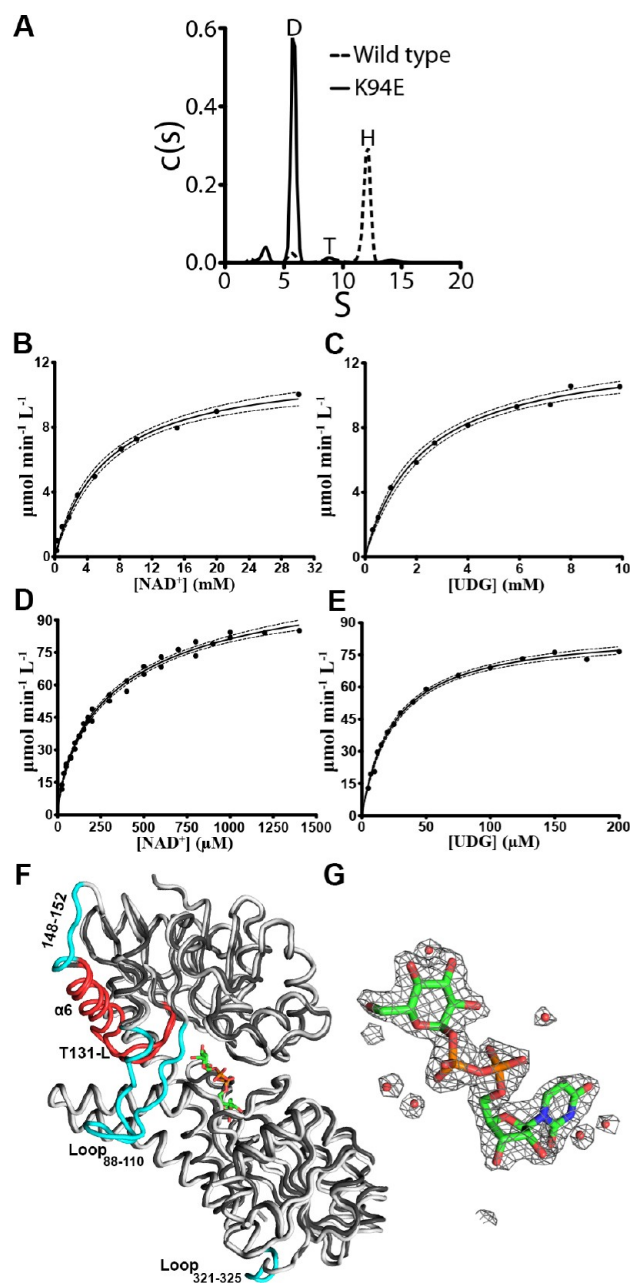 A
c(s)
0.6
0.4
0.2
0.0
D
T
H
Wild type
K94E
0 5 10 15 20
S
B
µmol min⁻¹ L⁻¹
12
8
4
0
0 4 8 12 16 20 24 28 32
[NAD⁺] (mM)
C
µmol min⁻¹ L⁻¹
12
8
4
0
0 2 4 6 8 10
[UDG] (mM)
D
µmol min⁻¹ L⁻¹
90
75
60
45
30
15
0
0 250 500 750 1000 1250 1500
[NAD⁺] (µM)
E
µmol min⁻¹ L⁻¹
90
75
60
45
30
15
0
0 50 100 150 200
[UDG] (µM)
F
148-152
α6
T131-L
Loop₈₈₋₁₁₀
Loop₃₂₁₋₃₂₅
G